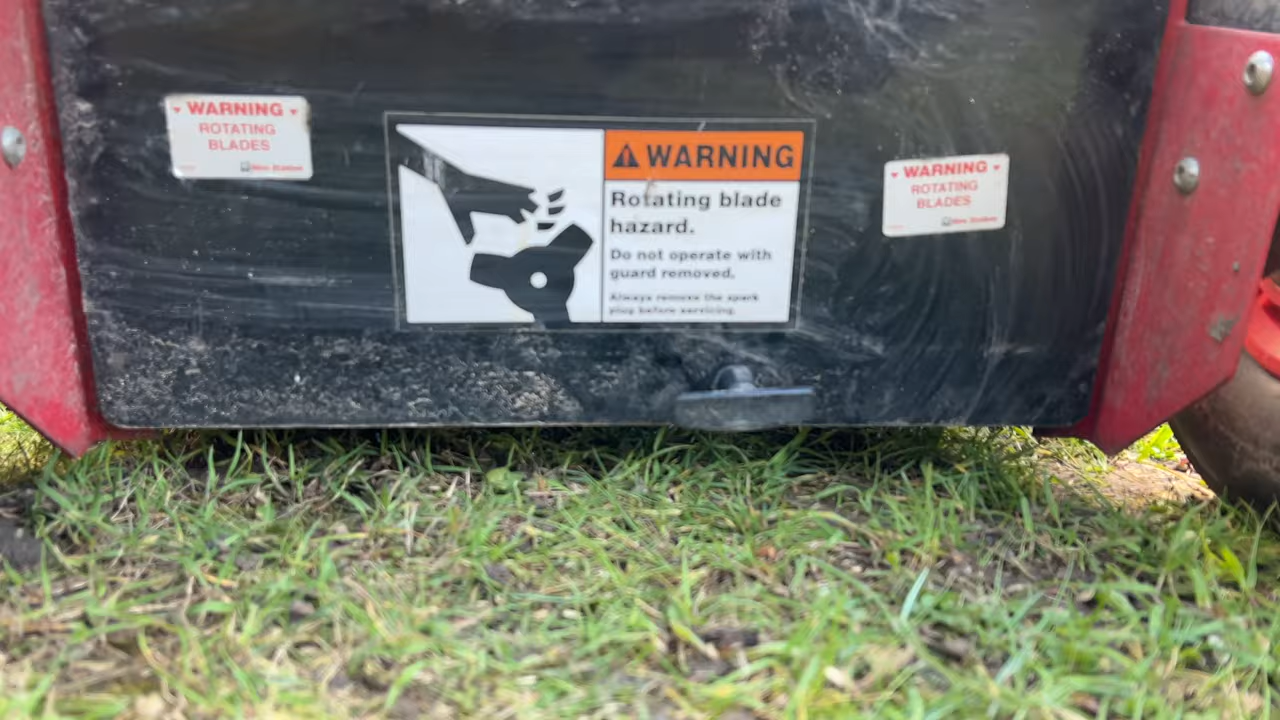 WARNING
ROTATING
BLADES
WARNING
Rotating blade
hazard.
Do not operate with
guard removed.
Always remove the spark
plug before servicing.
WARNING
ROTATING
BLADES